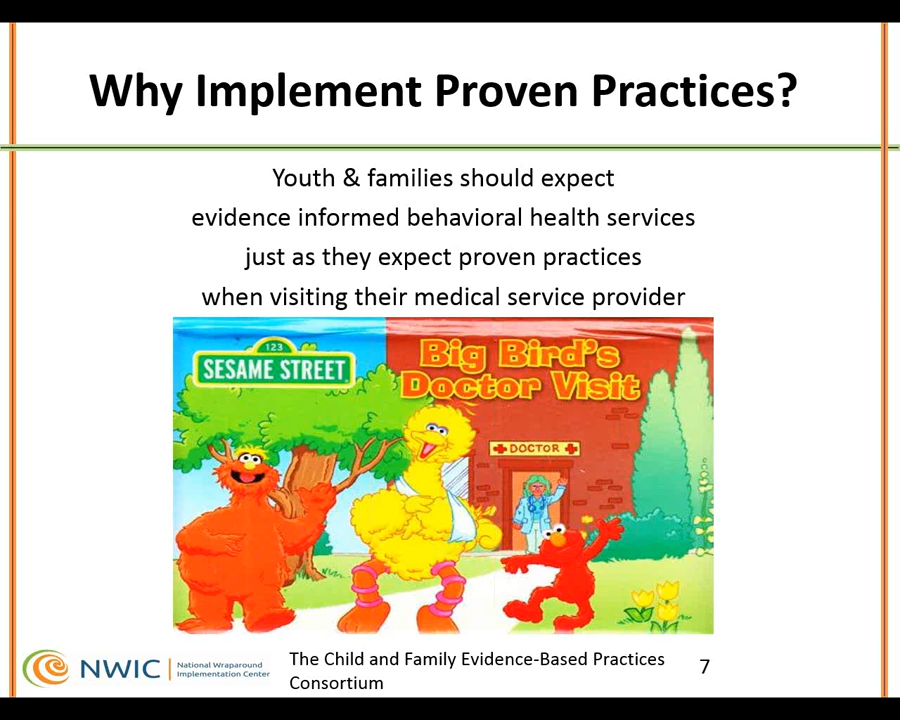 Why Implement Proven Practices?
Youth & families should expect
evidence informed behavioral health services
just as they expect proven practices
when visiting their medical service provider
123
SESAME STREET
Big Bird's
Doctor Visit
DOCTOR
NWIC
National Wraparound
Implementation Center
The Child and Family Evidence-Based Practices
Consortium
7